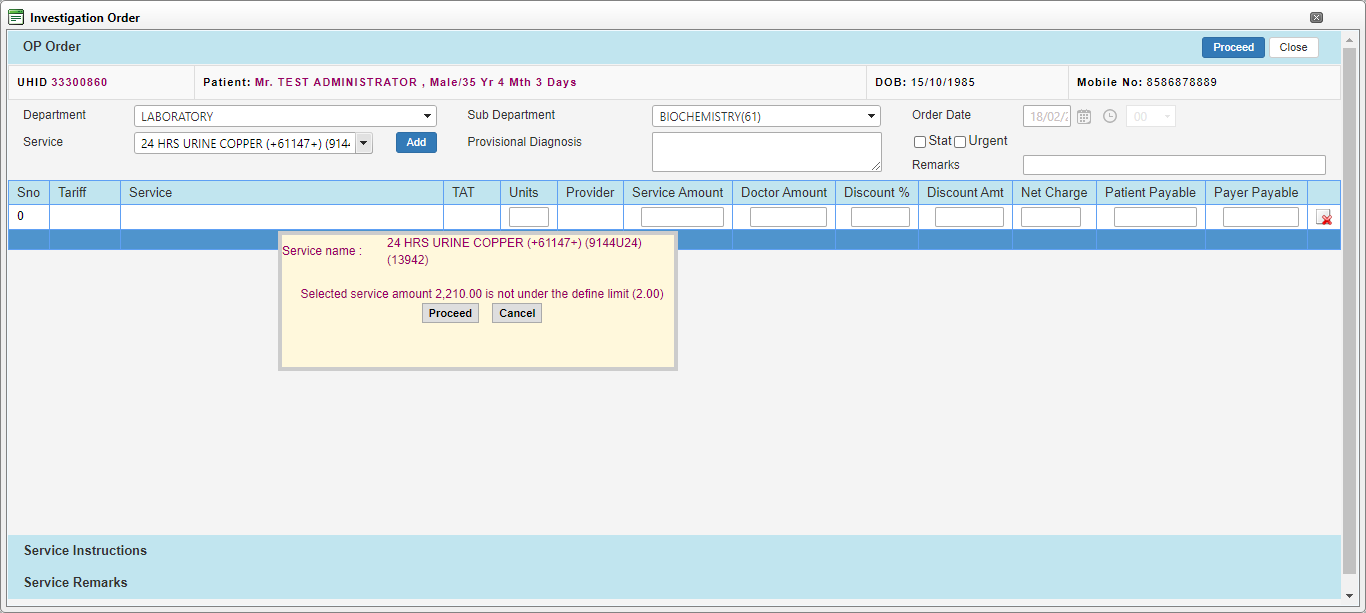 Investigation Order
OP Order
Proceed Close
UHID 33300860 Patient: Mr. TEST ADMINISTRATOR , Male/35 Yr 4 Mth 3 Days DOB: 15/10/1985 Mobile No: 8586878889
Department LABORATORY Sub Department BIOCHEMISTRY(61) Order Date 18/02/2 00
Service 24 HRS URINE COPPER (+61147+) (914 Add Provisional Diagnosis Stat Urgent
Remarks
Sno Tariff Service TAT Units Provider Service Amount Doctor Amount Discount % Discount Amt Net Charge Patient Payable Payer Payable
0
Service name : 24 HRS URINE COPPER (+61147+) (9144U24)
(13942)
Selected service amount 2,210.00 is not under the define limit (2.00)
Proceed Cancel
Service Instructions
Service Remarks